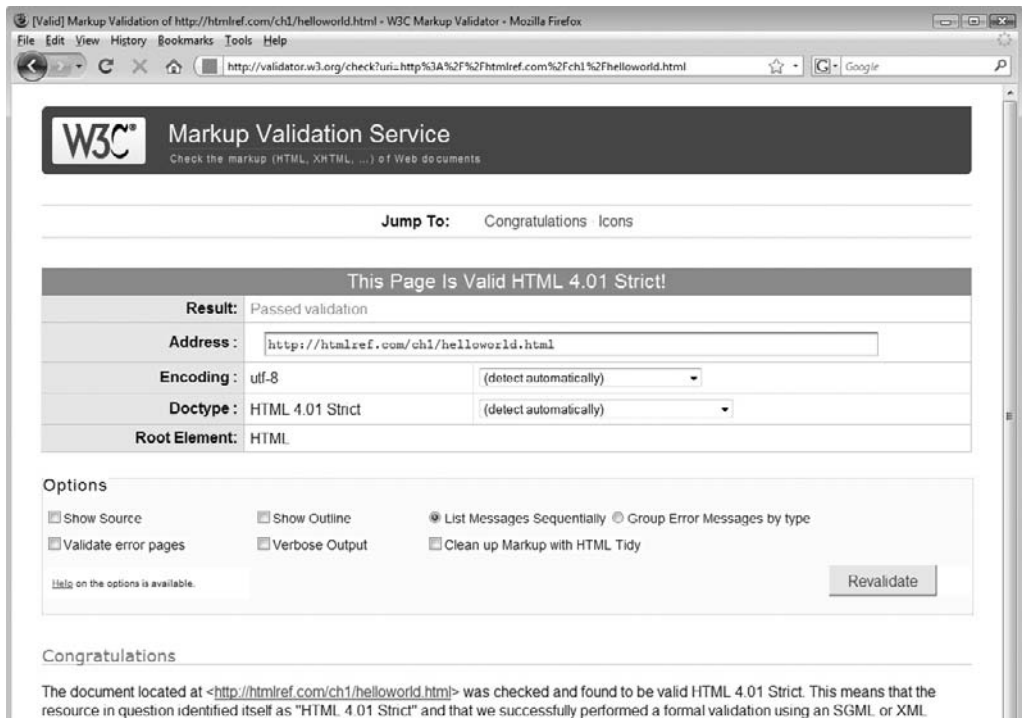 [Valid] Markup Validation of http://htmlref.com/ch1/helloworld.html - W3C Markup Validator - Mozilla Firefox
File Edit View History Bookmarks Tools Help
http://validator.w3.org/check?uri=http%3A%2F%2Fhtmlref.com%2Fch1%2Fhelloworld.html
G Google
W3C® Markup Validation Service
Check the markup (HTML, XHTML, ...) of Web documents
Jump To: Congratulations Icons
This Page Is Valid HTML 4.01 Strict!
Result: Passed validation
Address : http://htmlref.com/ch1/helloworld.html
Encoding : utf-8 (detect automatically)
Doctype : HTML 4.01 Strict (detect automatically)
Root Element: HTML
Options
Show Source Show Outline List Messages Sequentially Group Error Messages by type
Validate error pages Verbose Output Clean up Markup with HTML Tidy
Help on the options is available.
Revalidate
Congratulations
The document located at <http://htmlref.com/ch1/helloworld.html> was checked and found to be valid HTML 4.01 Strict. This means that the
resource in question identified itself as "HTML 4.01 Strict" and that we successfully performed a formal validation using an SGML or XML